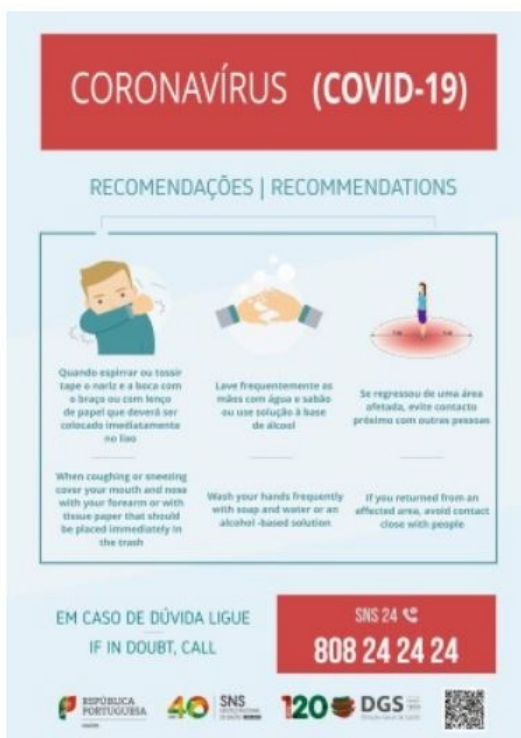 CORONAVÍRUS (COVID-19)
RECOMENDAÇÕES | RECOMMENDATIONS
Quando espirrar ou tossir
tape o nariz e a boca com
o braço ou com lenço
de papel que deverá ser
colocado imediatamente
no lixo
When coughing or sneezing
cover your mouth and nose
with your forearm or with
tissue paper that should
be placed immediately in
the trash
Lave frequentemente as
mãos com água e sabão
ou use solução à base
de álcool
Wash your hands frequently
with soap and water or an
alcohol -based solution
Se regressou de uma área
afetada, evite contacto
próximo com outras pessoas
If you returned from an
affected area, avoid contact
close with people
EM CASO DE DÚVIDA LIGUE
IF IN DOUBT, CALL
SNS 24
808 24 24 24
REPÚBLICA
PORTUGUESA
40
SNS
120
DGS